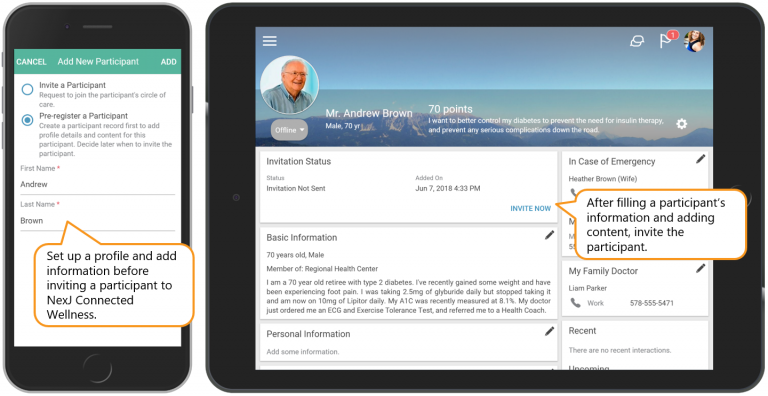 CANCEL Add New Participant ADD
Invite a Participant
Request to join the participant's circle of
care.
Pre-register a Participant
Create a participant record first to add
profile details and content for this
participant. Decide later when to invite the
participant.
First Name *
Andrew
Last Name *
Brown
Set up a profile and add
information before
inviting a participant to
NexJ Connected
Wellness.
1
Offline
Mr. Andrew Brown
Male, 70 yr
70 points
I want to better control my diabetes to prevent the need for insulin therapy,
and prevent any serious complications down the road.
Invitation Status
Status Added On
Invitation Not Sent Jun 7, 2018 4:33 PM
INVITE NOW
Basic Information
70 years old, Male
Member of: Regional Health Center
I am a 70 year old retiree with type 2 diabetes. I've recently gained some weight and have
been experiencing foot pain. I was taking 2.5mg of glyburide daily but stopped taking it
and am now on 10mg of Lipitor daily. My A1C was recently measured at 8.1%. My doctor
just ordered me an ECG and Exercise Tolerance Test, and referred me to a Health Coach.
Personal Information
Add some information.
In Case of Emergency
Heather Brown (Wife)
After filling a participant's
information and adding
content, invite the
participant.
My Family Doctor
Liam Parker
Work 578-555-5471
Recent
There are no recent interactions.
Upcoming